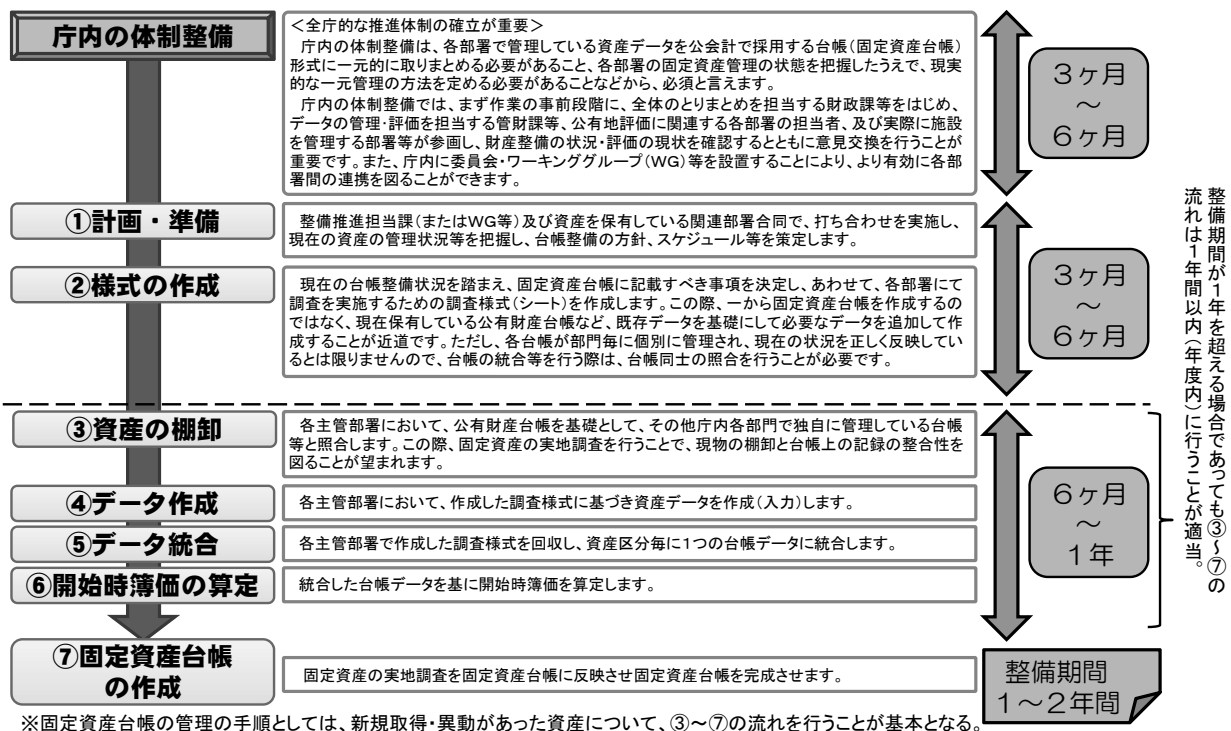 庁内の体制整備
＜全庁的な推進体制の確立が重要＞
庁内の体制整備は、各部署で管理している資産データを公会計で採用する台帳（固定資産台帳）
形式に一元的に取りまとめる必要があること、各部署の固定資産管理の状態を把握したうえで、現実
的な一元管理の方法を定める必要があることなどから、必須と言えます。
庁内の体制整備では、まず作業の事前段階に、全体のとりまとめを担当する財政課等をはじめ、
データの管理・評価を担当する管財課等、公有地評価に関連する各部署の担当者、及び実際に施設
を管理する部署等が参画し、財産整備の状況・評価の現状を確認するとともに意見交換を行うことが
重要です。また、庁内に委員会・ワーキンググループ（WG）等を設置することにより、より有効に各部
署間の連携を図ることができます。
３ヶ月
～
６ヶ月
①計画・準備
整備推進担当課（またはWG等）及び資産を保有している関連部署合同で、打ち合わせを実施し、
現在の資産の管理状況等を把握し、台帳整備の方針、スケジュール等を策定します。
②様式の作成
現在の台帳整備状況を踏まえ、固定資産台帳に記載すべき事項を決定し、あわせて、各部署にて
調査を実施するための調査様式（シート）を作成します。この際、一から固定資産台帳を作成するの
ではなく、現在保有している公有財産台帳など、既存データを基礎にして必要なデータを追加して作
成することが近道です。ただし、各台帳が部門毎に個別に管理され、現在の状況を正しく反映してい
るとは限りませんので、台帳の統合等を行う際は、台帳同士の照合を行うことが必要です。
３ヶ月
～
６ヶ月
③資産の棚卸
各主管部署において、公有財産台帳を基礎として、その他庁内各部門で独自に管理している台帳
等と照合します。この際、固定資産の実地調査を行うことで、現物の棚卸と台帳上の記録の整合性を
図ることが望まれます。
④データ作成
各主管部署において、作成した調査様式に基づき資産データを作成（入力）します。
⑤データ統合
各主管部署で作成した調査様式を回収し、資産区分毎に１つの台帳データに統合します。
⑥開始時簿価の算定
統合した台帳データを基に開始時簿価を算定します。
６ヶ月
～
１年
整備期間が１年を超える場合であっても③～⑦の
流れは１年間以内（年度内）に行うことが適当。
⑦固定資産台帳
の作成
固定資産の実地調査を固定資産台帳に反映させ固定資産台帳を完成させます。
整備期間
１～２年間
※固定資産台帳の管理の手順としては、新規取得・異動があった資産について、③～⑦の流れを行うことが基本となる。